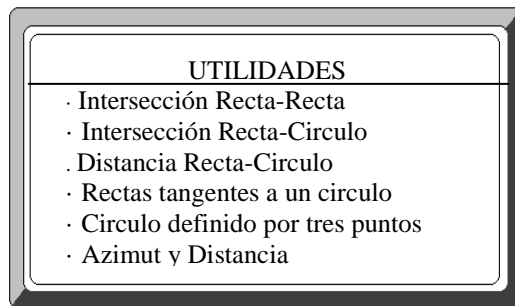 UTILIDADES
· Intersección Recta-Recta
· Intersección Recta-Circulo
. Distancia Recta-Circulo
· Rectas tangentes a un circulo
· Circulo definido por tres puntos
· Azimut y Distancia